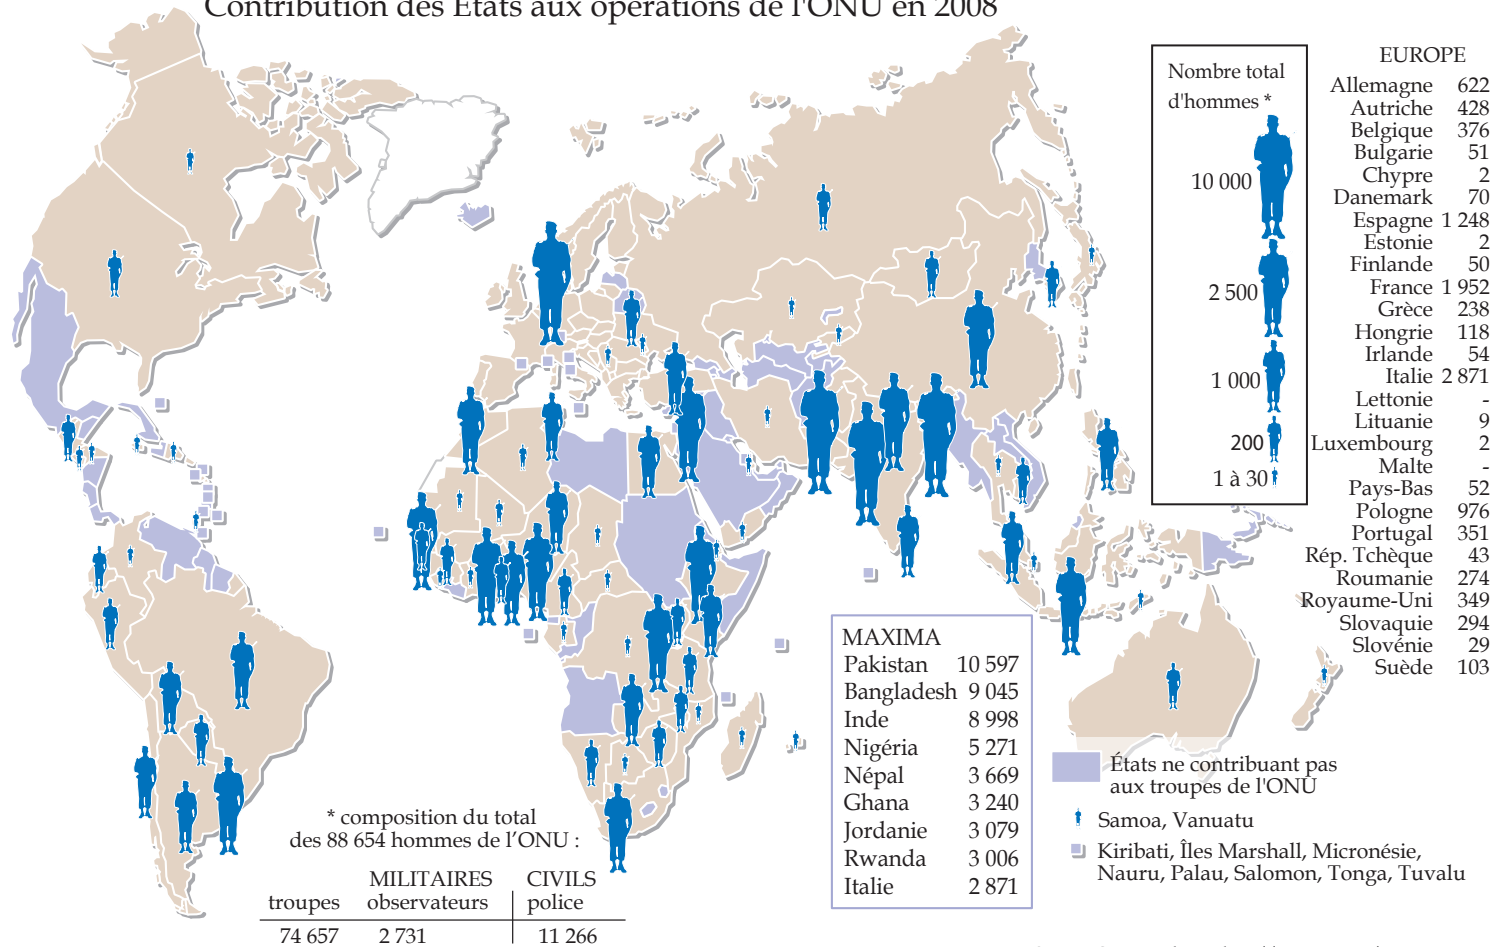 Contribution des États aux opérations de l'ONU en 2008
Nombre total
d'hommes *
10 000
2 500
1 000
200
1 à 30
EUROPE
Allemagne 622
Autriche 428
Belgique 376
Bulgarie 51
Chypre 2
Danemark 70
Espagne 1 248
Estonie 2
Finlande 50
France 1 952
Grèce 238
Hongrie 118
Irlande 54
Italie 2 871
Lettonie -
Lituanie 9
Luxembourg 2
Malte -
Pays-Bas 52
Pologne 976
Portugal 351
Rép. Tchèque 43
Roumanie 274
Royaume-Uni 349
Slovaquie 294
Slovénie 29
Suède 103
MAXIMA
Pakistan 10 597
Bangladesh 9 045
Inde 8 998
Nigéria 5 271
Népal 3 669
Ghana 3 240
Jordanie 3 079
Rwanda 3 006
Italie 2 871
États ne contribuant pas
aux troupes de l'ONU
Samoa, Vanuatu
Kiribati, Îles Marshall, Micronésie,
Nauru, Palau, Salomon, Tonga, Tuvalu
* composition du total
des 88 654 hommes de l’ONU :
MILITAIRES CIVILS
troupes observateurs police
74 657 2 731 11 266